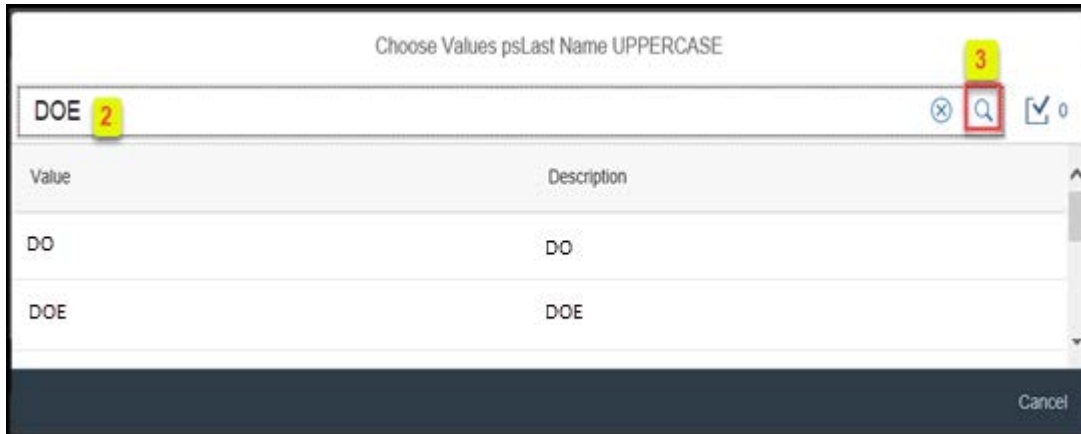 Choose Values psLast Name UPPERCASE
3
DOE 2
0
Value Description
DO DO
DOE DOE
Cancel